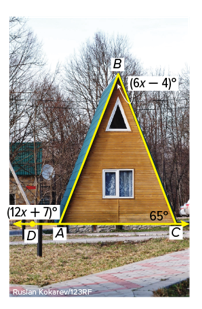 B
(6x − 4)°
(12x + 7)°
65°
D A C
Ruslan Kokarev/123RF